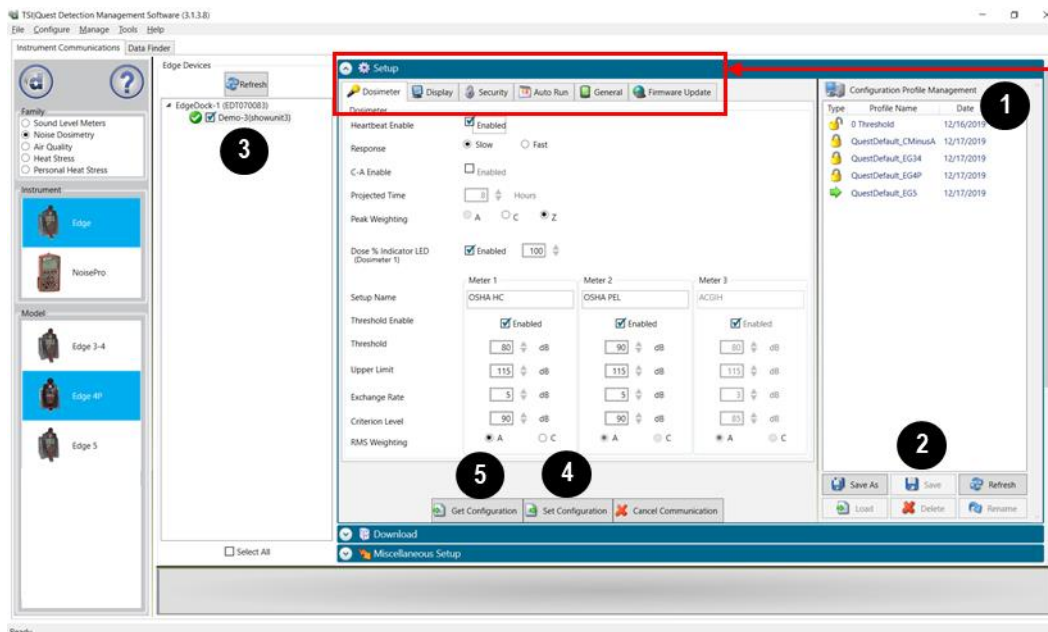 TSI|Quest Detection Management Software (3.1.3.8)
File Configure Manage Tools Help
Instrument Communications Data Finder
d ?
Family
Sound Level Meters
Noise Dosimetry
Air Quality
Heat Stress
Personal Heat Stress
Instrument
Edge
NoisePro
Model
Edge 3-4
Edge 4P
Edge 5
Edge Devices
Refresh
EdgeDock-1 (EDT070083)
Demo-3(showunit3)
3
Select All
Setup
Dosimeter Display Security Auto Run General Firmware Update
Dosimeter
Heartbeat Enable Enabled
Response Slow Fast
C-A Enable Enabled
Projected Time 8 Hours
Peak Weighting A C Z
Dose % Indicator LED Enabled 100
(Dosimeter 1)
Meter 1 Meter 2 Meter 3
Setup Name OSHA HC OSHA PEL ACGIH
Threshold Enable Enabled Enabled Enabled
Threshold 80 dB 90 dB 80 dB
Upper Limit 115 dB 115 dB 115 dB
Exchange Rate 5 dB 5 dB 3 dB
Criterion Level 90 dB 90 dB 85 dB
RMS Weighting A C A C A C
5 4
Get Configuration Set Configuration Cancel Communication
Download
Miscellaneous Setup
Configuration Profile Management
1
Type Profile Name Date
0 Threshold 12/16/2019
QuestDefault_CMinusA 12/17/2019
QuestDefault_EG34 12/17/2019
QuestDefault_EG4P 12/17/2019
QuestDefault_EG5 12/17/2019
2
Save As Save Refresh
Load Delete Rename
Ready